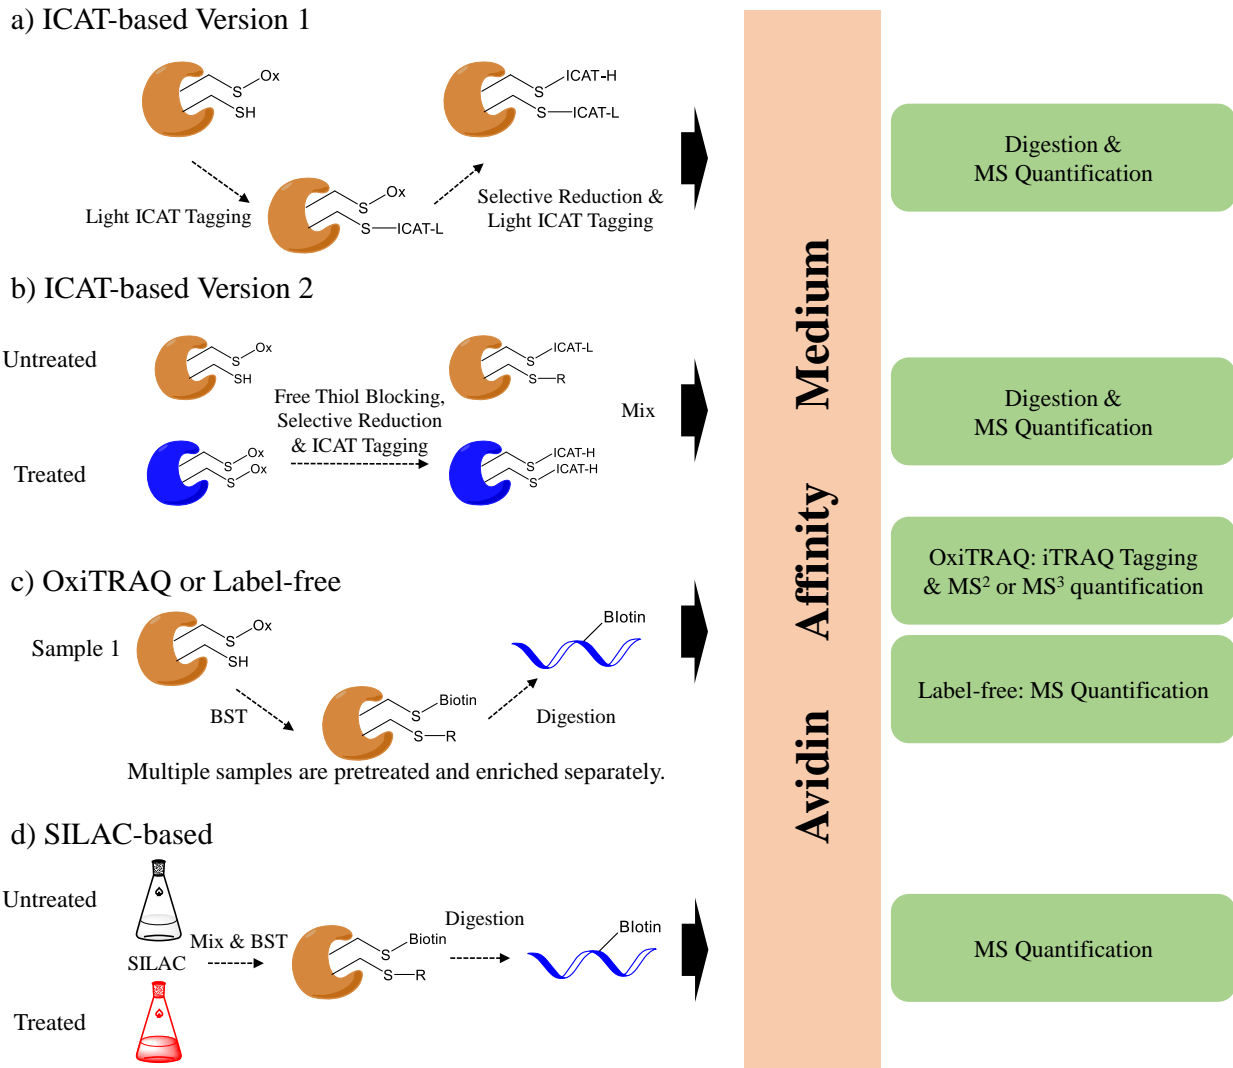 a) ICAT-based Version 1
S
Ox
SH
Light ICAT Tagging
S
Ox
S
ICAT-L
Selective Reduction &
Light ICAT Tagging
S
ICAT-H
S
ICAT-L
Digestion &
MS Quantification
b) ICAT-based Version 2
Untreated
S
Ox
SH
Free Thiol Blocking,
Selective Reduction
& ICAT Tagging
S
ICAT-L
S
R
Mix
Treated
S
Ox
S
Ox
S
ICAT-H
S
ICAT-H
Digestion &
MS Quantification
c) OxiTRAQ or Label-free
Sample 1
S
Ox
SH
BST
S
Biotin
S
R
Digestion
BIotin
Multiple samples are pretreated and enriched separately.
OxiTRAQ: iTRAQ Tagging
& MS² or MS³ quantification
Label-free: MS Quantification
d) SILAC-based
Untreated
SILAC
Treated
Mix & BST
S
Biotin
S
R
Digestion
BIotin
MS Quantification
Avidin Affinity Medium